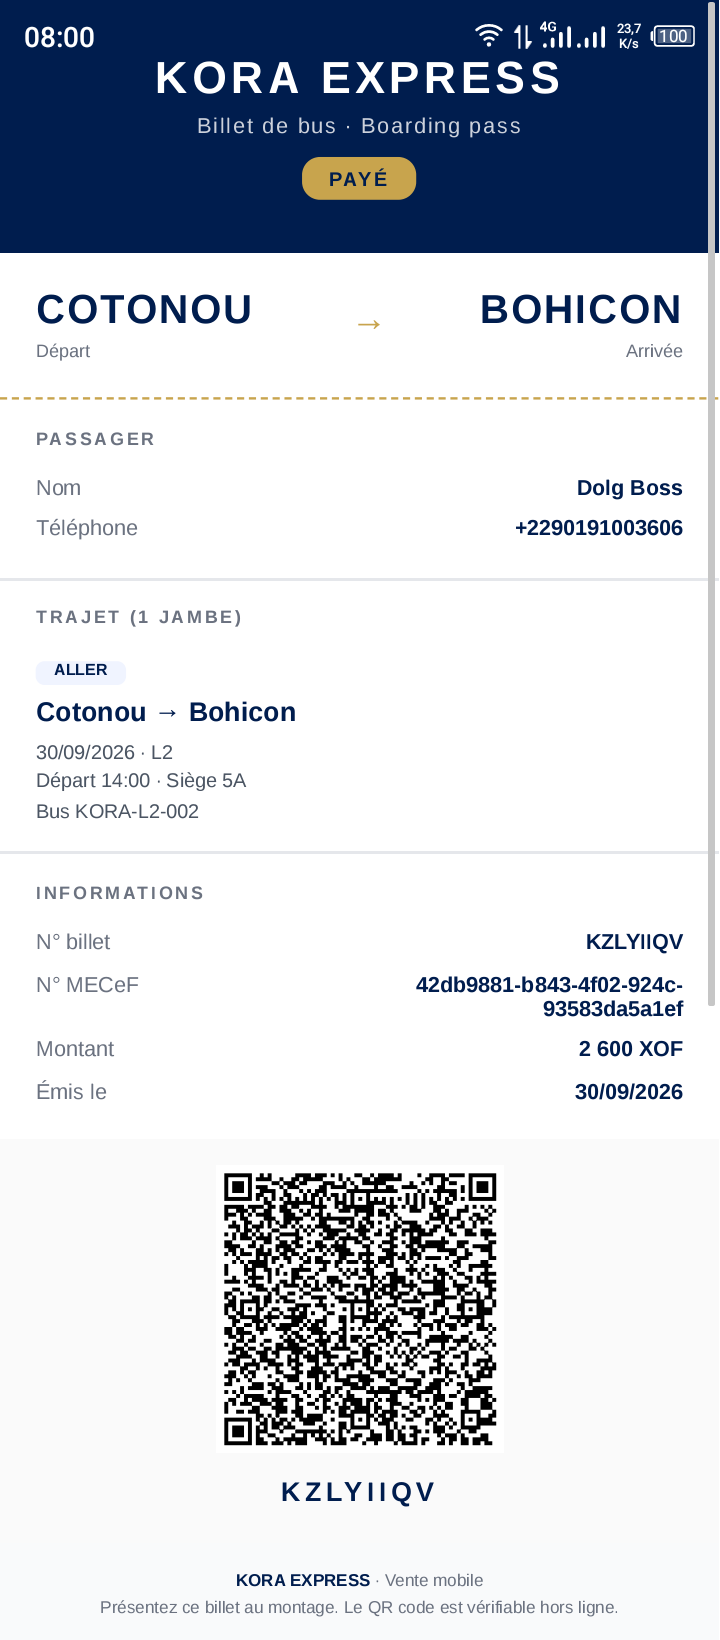 08:00
4G
23,7
K/s
100
KORA EXPRESS
Billet de bus · Boarding pass
PAYÉ
COTONOU → BOHICON
Départ Arrivée
PASSAGER
Nom Dolg Boss
Téléphone +2290191003606
TRAJET (1 JAMBE)
ALLER
Cotonou → Bohicon
30/09/2026 · L2
Départ 14:00 · Siège 5A
Bus KORA-L2-002
INFORMATIONS
N° billet KZLYIIQV
N° MECeF 42db9881-b843-4f02-924c-
93583da5a1ef
Montant 2 600 XOF
Émis le 30/09/2026
KZLYIIQV
KORA EXPRESS · Vente mobile
Présentez ce billet au montage. Le QR code est vérifiable hors ligne.